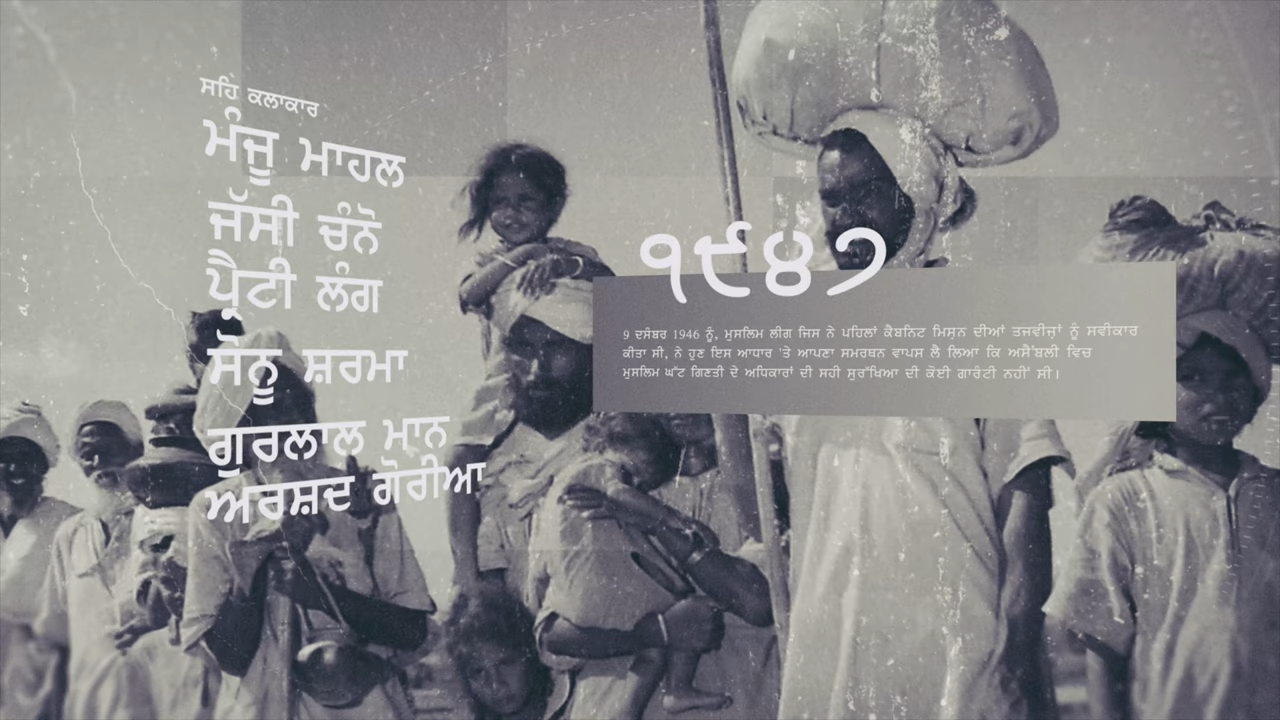 ਸਹਿ ਕਲਾਕਾਰ
ਮੰਜੂ ਮਾਹਲ
ਜੱਸੀ ਚੰਨੋ
ਪ੍ਰੈਟੀ ਲੰਗ
ਸੋਨੂ ਸ਼ਰਮਾ
ਗੁਰਲਾਲ ਮਾਨ
ਅਰਸ਼ਦ ਗੋਰੀਆ
੧੯੪੭
9 ਦਸੰਬਰ 1946 ਨੂੰ, ਮੁਸਲਿਮ ਲੀਗ ਜਿਸ ਨੇ ਪਹਿਲਾਂ ਕੈਬਨਿਟ ਮਿਸ਼ਨ ਦੀਆਂ ਤਜਵੀਜ਼ਾਂ ਨੂੰ ਸਵੀਕਾਰ
ਕੀਤਾ ਸੀ, ਨੇ ਹੁਣ ਇਸ ਆਧਾਰ 'ਤੇ ਆਪਣਾ ਸਮਰਥਨ ਵਾਪਸ ਲੈ ਲਿਆ ਕਿ ਅਸੈਂਬਲੀ ਵਿਚ
ਮੁਸਲਿਮ ਘੱਟ ਗਿਣਤੀ ਦੇ ਅਧਿਕਾਰਾਂ ਦੀ ਸਹੀ ਸੁਰੱਖਿਆ ਦੀ ਕੋਈ ਗਾਰੰਟੀ ਨਹੀਂ ਸੀ।